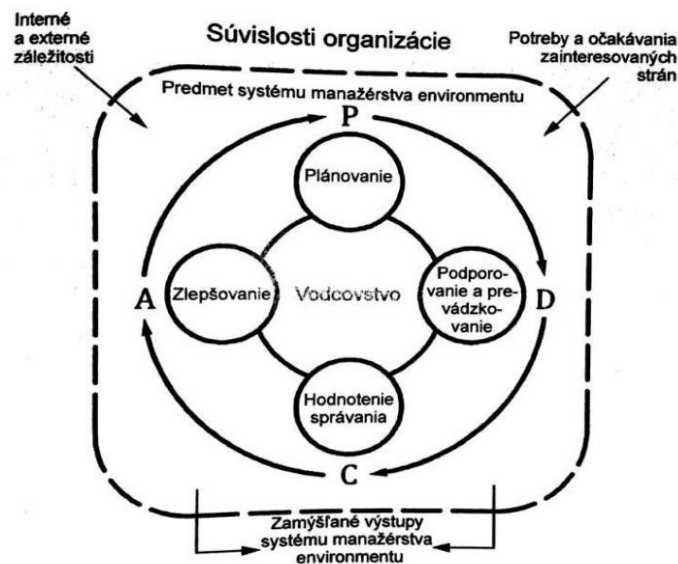 Interné
a externé
záležitosti
Súvislosti organizácie
Potreby a očakávania
zainteresovaných
strán
Predmet systému manažérstva environmentu
P
Plánovanie
A
Zlepšovanie
Vodcovstvo
Podporo-
vanie a pre-
vádzko-
vanie
D
Hodnotenie
správania
C
Zamýšľané výstupy
systému manažérstva
environmentu